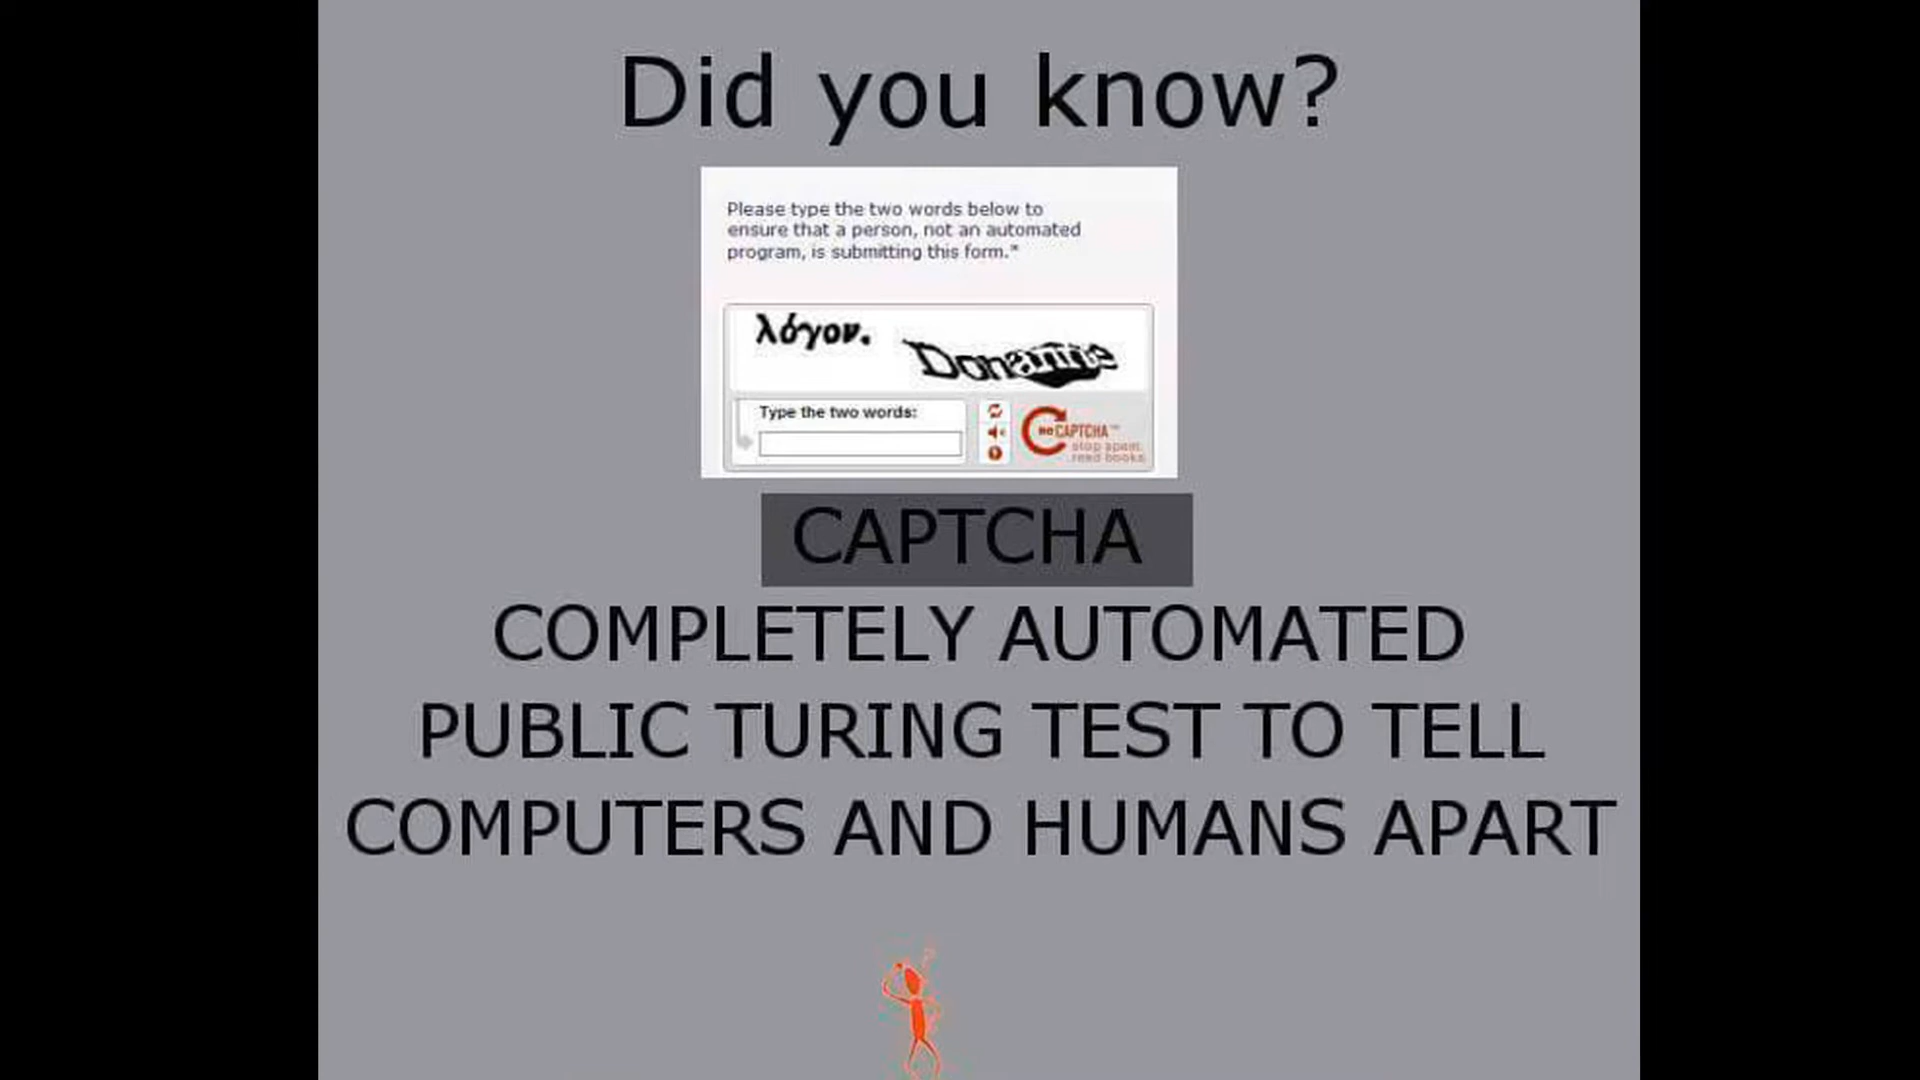 Did you know?
Please type the two words below to
ensure that a person, not an automated
program, is submitting this form.*
λόγον.
Type the two words:
reCAPTCHA™
stop spam.
read books.
CAPTCHA
COMPLETELY AUTOMATED
PUBLIC TURING TEST TO TELL
COMPUTERS AND HUMANS APART